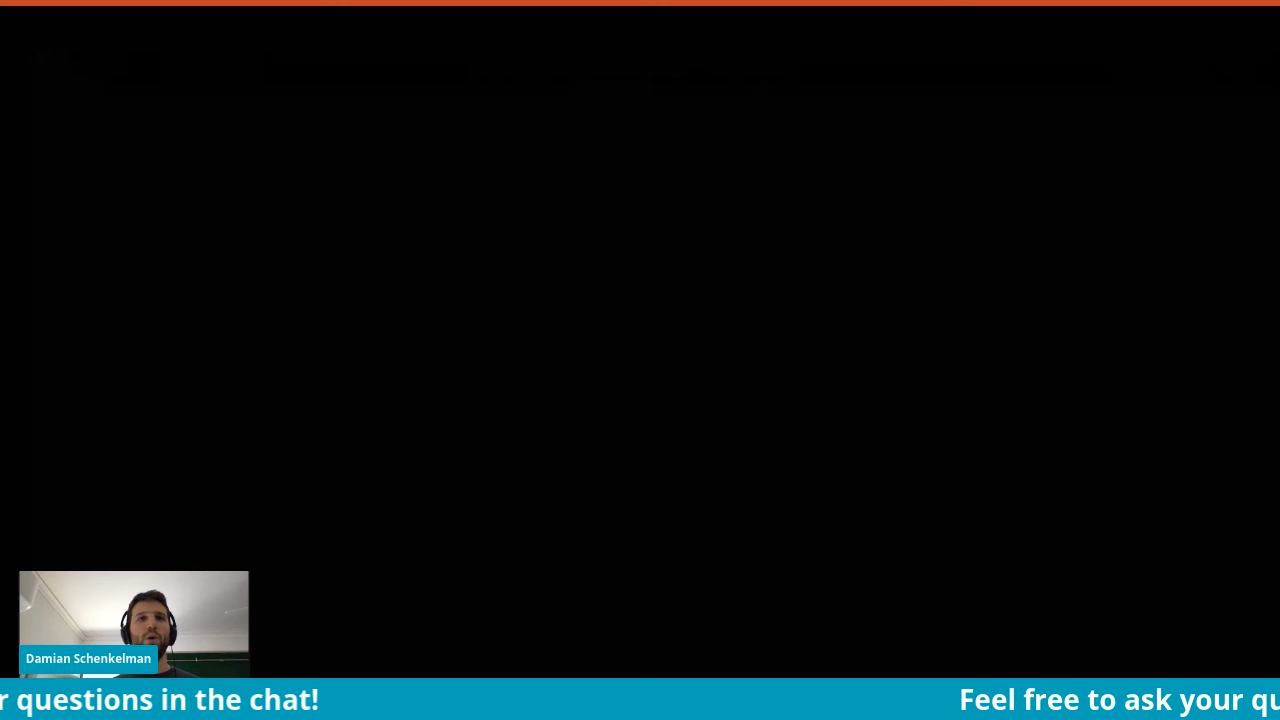 Damian Schenkelman
r questions in the chat!
Feel free to ask your qu